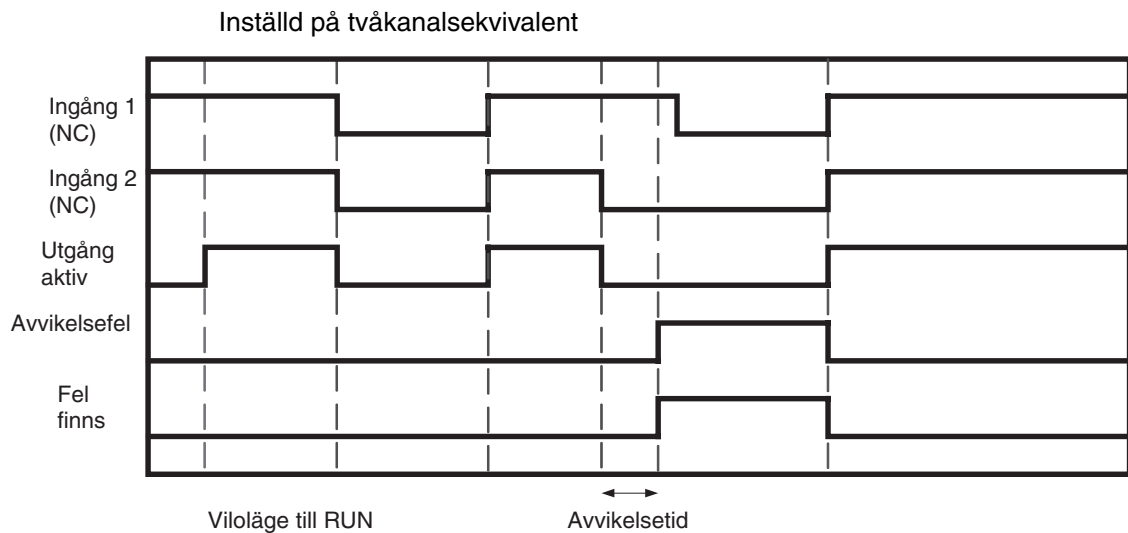 Inställd på tvåkanalsekvivalent
Ingång 1
(NC)
Ingång 2
(NC)
Utgång
aktiv
Avvikelsefel
Fel
finns
Viloläge till RUN
Avvikelsetid